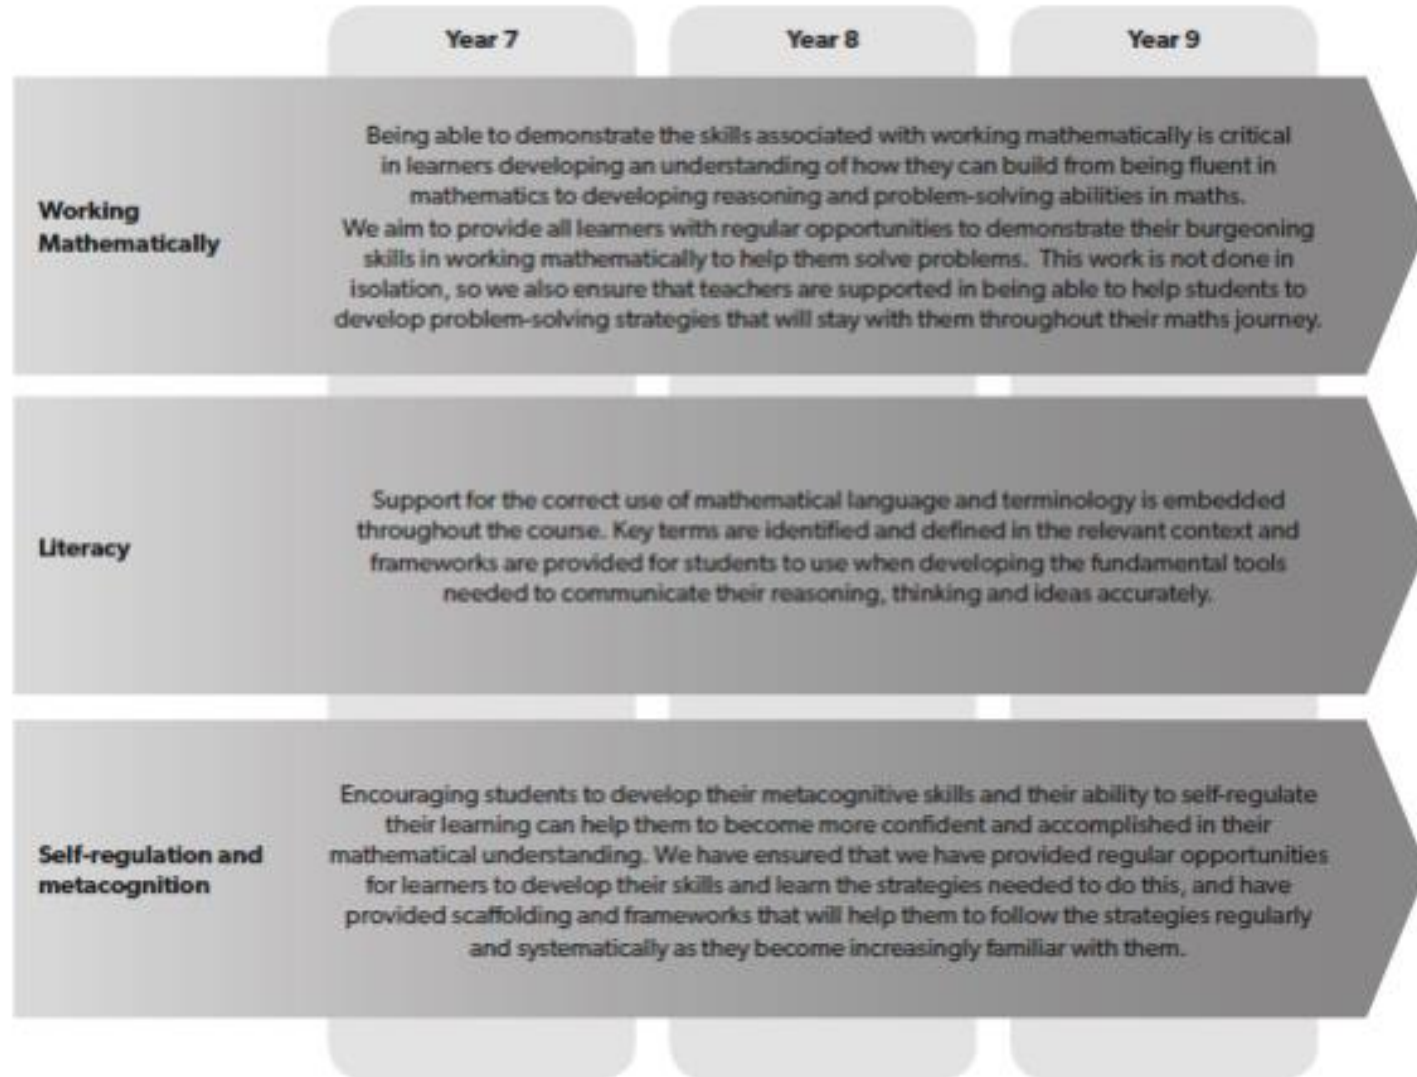 Year 7
Year 8
Year 9
Working
Mathematically
Being able to demonstrate the skills associated with working mathematically is critical
in learners developing an understanding of how they can build from being fluent in
mathematics to developing reasoning and problem-solving abilities in maths.
We aim to provide all learners with regular opportunities to demonstrate their burgeoning
skills in working mathematically to help them solve problems. This work is not done in
isolation, so we also ensure that teachers are supported in being able to help students to
develop problem-solving strategies that will stay with them throughout their maths journey.
Literacy
Support for the correct use of mathematical language and terminology is embedded
throughout the course. Key terms are identified and defined in the relevant context and
frameworks are provided for students to use when developing the fundamental tools
needed to communicate their reasoning, thinking and ideas accurately.
Self-regulation and
metacognition
Encouraging students to develop their metacognitive skills and their ability to self-regulate
their learning can help them to become more confident and accomplished in their
mathematical understanding. We have ensured that we have provided regular opportunities
for learners to develop their skills and learn the strategies needed to do this, and have
provided scaffolding and frameworks that will help them to follow the strategies regularly
and systematically as they become increasingly familiar with them.